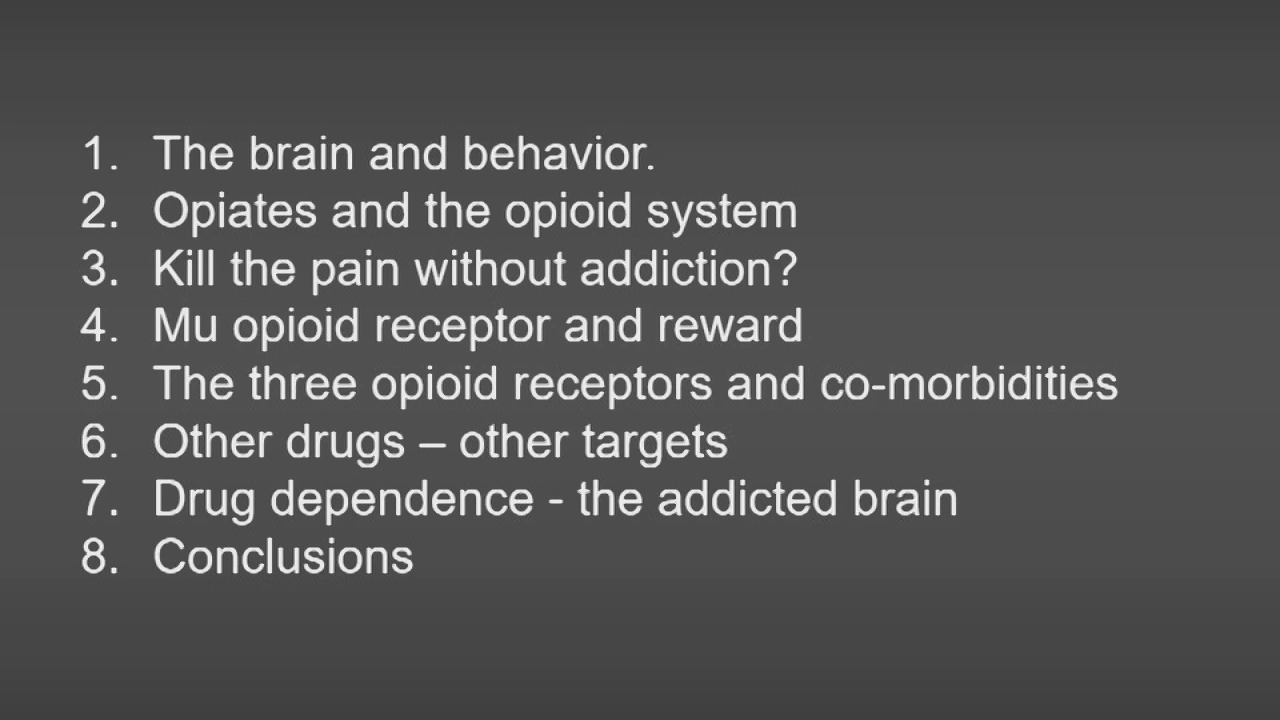 1. The brain and behavior.
2. Opiates and the opioid system
3. Kill the pain without addiction?
4. Mu opioid receptor and reward
5. The three opioid receptors and co-morbidities
6. Other drugs – other targets
7. Drug dependence - the addicted brain
8. Conclusions